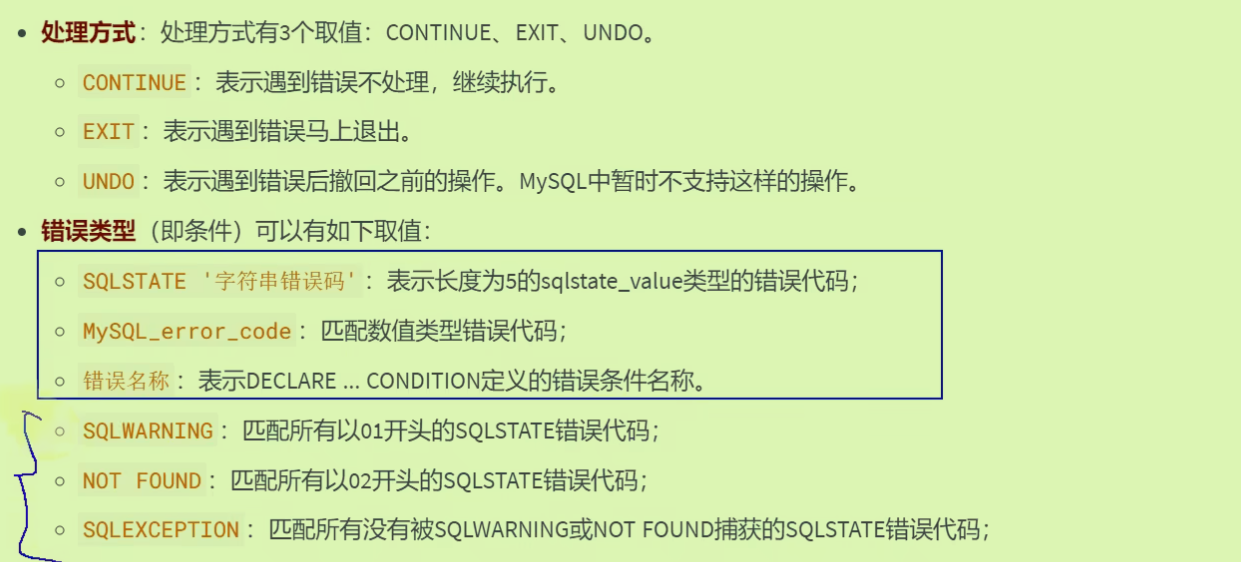 处理方式：处理方式有3个取值：CONTINUE、EXIT、UNDO。
CONTINUE ：表示遇到错误不处理，继续执行。
EXIT ：表示遇到错误马上退出。
UNDO ：表示遇到错误后撤回之前的操作。MySQL中暂时不支持这样的操作。
错误类型（即条件）可以有如下取值：
SQLSTATE '字符串错误码' ：表示长度为5的sqlstate_value类型的错误代码；
MySQL_error_code ：匹配数值类型错误代码；
错误名称 ：表示DECLARE ... CONDITION定义的错误条件名称。
SQLWARNING ：匹配所有以01开头的SQLSTATE错误代码；
NOT FOUND ：匹配所有以02开头的SQLSTATE错误代码；
SQLEXCEPTION ：匹配所有没有被SQLWARNING或NOT FOUND捕获的SQLSTATE错误代码；